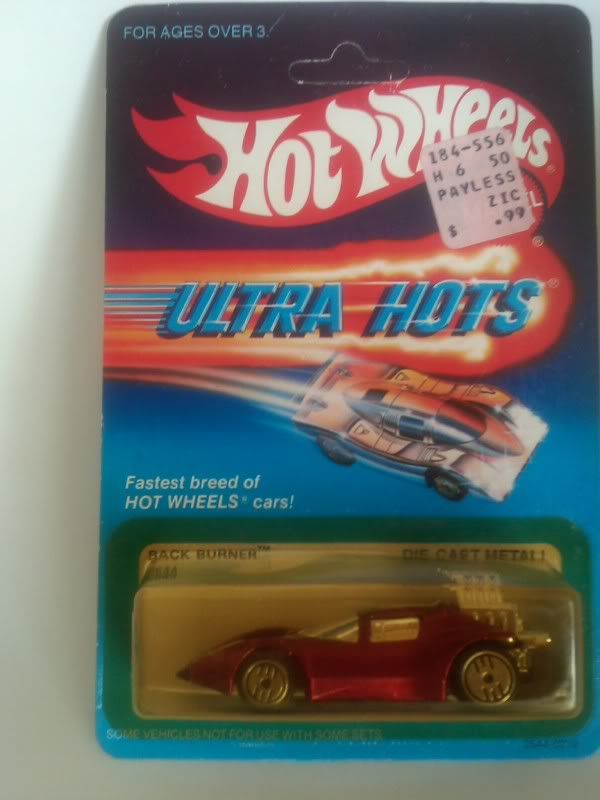 FOR AGES OVER 3.
HOT WHEELS®
184-556
H 6 50
PAYLESS
ZIC
$ .99
ULTRA HOTS®
Fastest breed of
HOT WHEELS® cars!
BACK BURNER™
DIE CAST METAL!
SOME VEHICLES NOT FOR USE WITH SOME SETS.